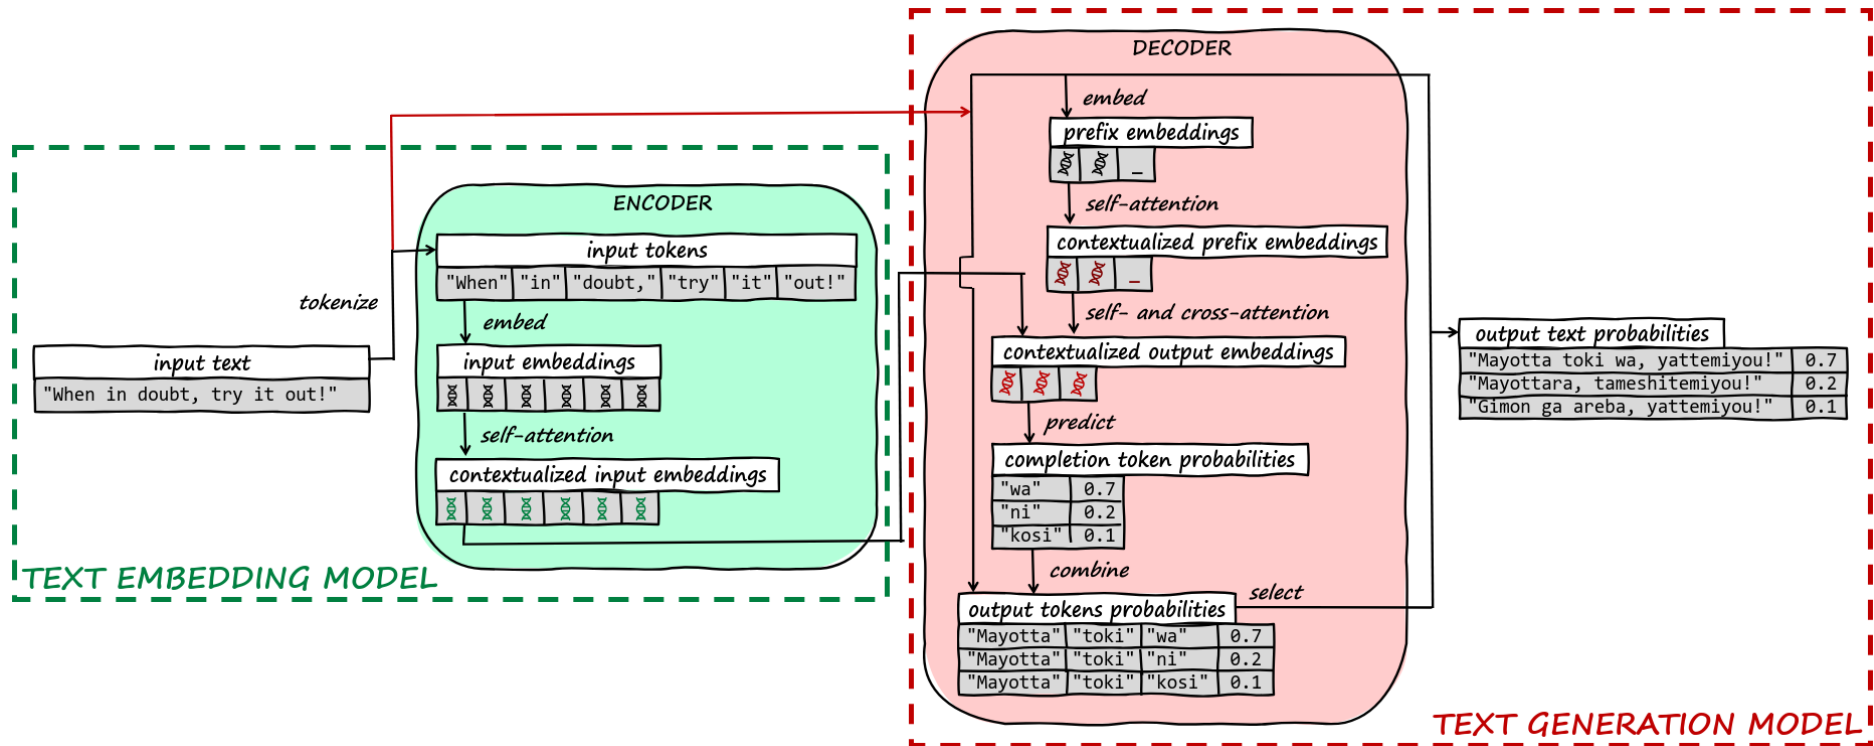 DECODER
embed
prefix embeddings
_
self-attention
contextualized prefix embeddings
_
self- and cross-attention
contextualized output embeddings
predict
completion token probabilities
"wa" 0.7
"ni" 0.2
"kosi" 0.1
combine
output tokens probabilities
select
"Mayotta" "toki" "wa" 0.7
"Mayotta" "toki" "ni" 0.2
"Mayotta" "toki" "kosi" 0.1
TEXT GENERATION MODEL
ENCODER
input tokens
"When" "in" "doubt," "try" "it" "out!"
tokenize
embed
input text
"When in doubt, try it out!"
input embeddings
self-attention
contextualized input embeddings
TEXT EMBEDDING MODEL
output text probabilities
"Mayotta toki wa, yattemiyou!" 0.7
"Mayottara, tameshitemiyou!" 0.2
"Gimon ga areba, yattemiyou!" 0.1